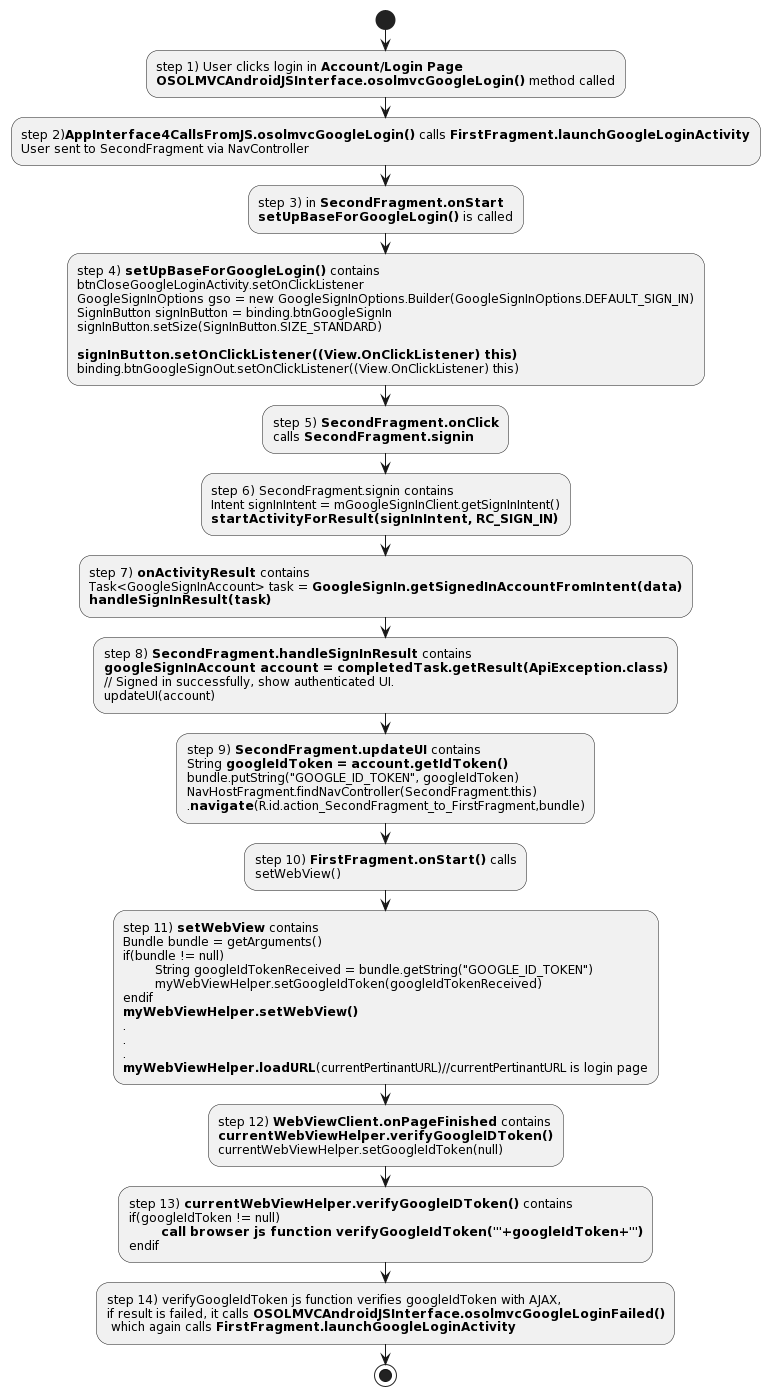 step 1) User clicks login in Account/Login Page
OSOLMVCAndroidJSInterface.osolmvcGoogleLogin() method called
step 2)AppInterface4CallsFromJS.osolmvcGoogleLogin() calls FirstFragment.launchGoogleLoginActivity
User sent to SecondFragment via NavController
step 3) in SecondFragment.onStart
setUpBaseForGoogleLogin() is called
step 4) setUpBaseForGoogleLogin() contains
btnCloseGoogleLoginActivity.setOnClickListener
GoogleSignInOptions gso = new GoogleSignInOptions.Builder(GoogleSignInOptions.DEFAULT_SIGN_IN)
SignInButton signInButton = binding.btnGoogleSignIn
signInButton.setSize(SignInButton.SIZE_STANDARD)
signInButton.setOnClickListener((View.OnClickListener) this)
binding.btnGoogleSignOut.setOnClickListener((View.OnClickListener) this)
step 5) SecondFragment.onClick
calls SecondFragment.signin
step 6) SecondFragment.signin contains
Intent signInIntent = mGoogleSignInClient.getSignInIntent()
startActivityForResult(signInIntent, RC_SIGN_IN)
step 7) onActivityResult contains
Task<GoogleSignInAccount> task = GoogleSignIn.getSignedInAccountFromIntent(data)
handleSignInResult(task)
step 8) SecondFragment.handleSignInResult contains
googleSignInAccount account = completedTask.getResult(ApiException.class)
// Signed in successfully, show authenticated UI.
updateUI(account)
step 9) SecondFragment.updateUI contains
String googleIdToken = account.getIdToken()
bundle.putString("GOOGLE_ID_TOKEN", googleIdToken)
NavHostFragment.findNavController(SecondFragment.this)
.navigate(R.id.action_SecondFragment_to_FirstFragment,bundle)
step 10) FirstFragment.onStart() calls
setWebView()
step 11) setWebView contains
Bundle bundle = getArguments()
if(bundle != null)
String googleIdTokenReceived = bundle.getString("GOOGLE_ID_TOKEN")
myWebViewHelper.setGoogleIdToken(googleIdTokenReceived)
endif
myWebViewHelper.setWebView()
.
.
.
myWebViewHelper.loadURL(currentPertinantURL)//currentPertinantURL is login page
step 12) WebViewClient.onPageFinished contains
currentWebViewHelper.verifyGoogleIDToken()
currentWebViewHelper.setGoogleIdToken(null)
step 13) currentWebViewHelper.verifyGoogleIDToken() contains
if(googleIdToken != null)
call browser js function verifyGoogleIdToken('"+googleIdToken+"')
endif
step 14) verifyGoogleIdToken js function verifies googleIdToken with AJAX,
if result is failed, it calls OSOLMVCAndroidJSInterface.osolmvcGoogleLoginFailed()
which again calls FirstFragment.launchGoogleLoginActivity